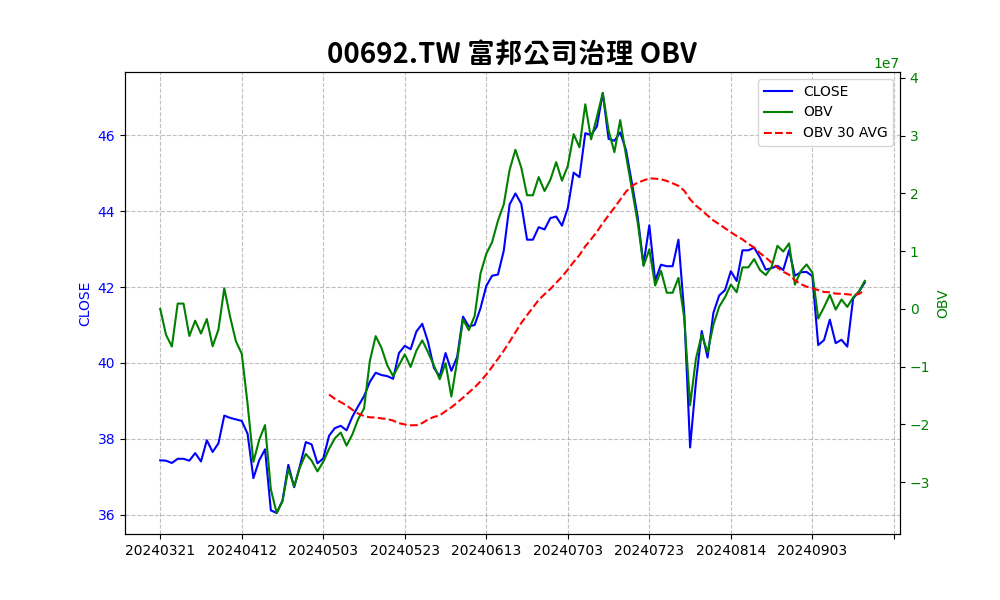 00692.TW 富邦公司治理 OBV
1e7
CLOSE
OBV
OBV 30 AVG
46
44
42
40
38
36
CLOSE
4
3
2
1
0
−1
−2
−3
OBV
20240321 20240412 20240503 20240523 20240613 20240703 20240723 20240814 20240903